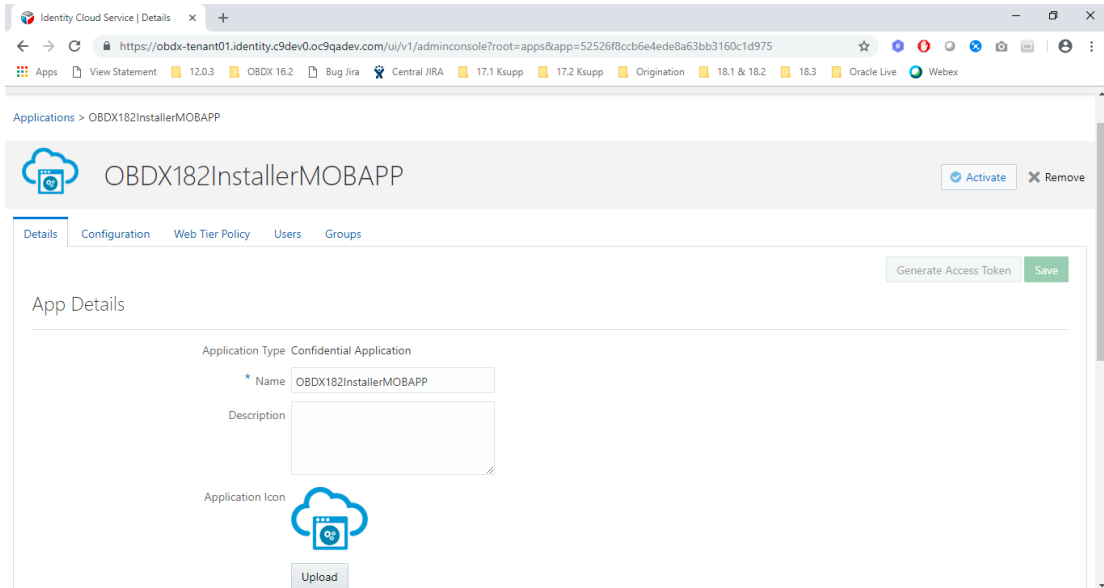 Identity Cloud Service | Details
https://obdx-tenant01.identity.c9dev0.oc9qadev.com/ui/v1/adminconsole?root=apps&app=52526f8ccb6e4ede8a63bb3160c1d975
Apps View Statement 12.0.3 OBDX 16.2 Bug Jira Central JIRA 17.1 Ksupp 17.2 Ksupp Origination 18.1 & 18.2 18.3 Oracle Live Webex
Applications > OBDX182InstallerMOBAPP
OBDX182InstallerMOBAPP
Activate Remove
Details Configuration Web Tier Policy Users Groups
Generate Access Token Save
App Details
Application Type Confidential Application
* Name OBDX182InstallerMOBAPP
Description
Application Icon
Upload